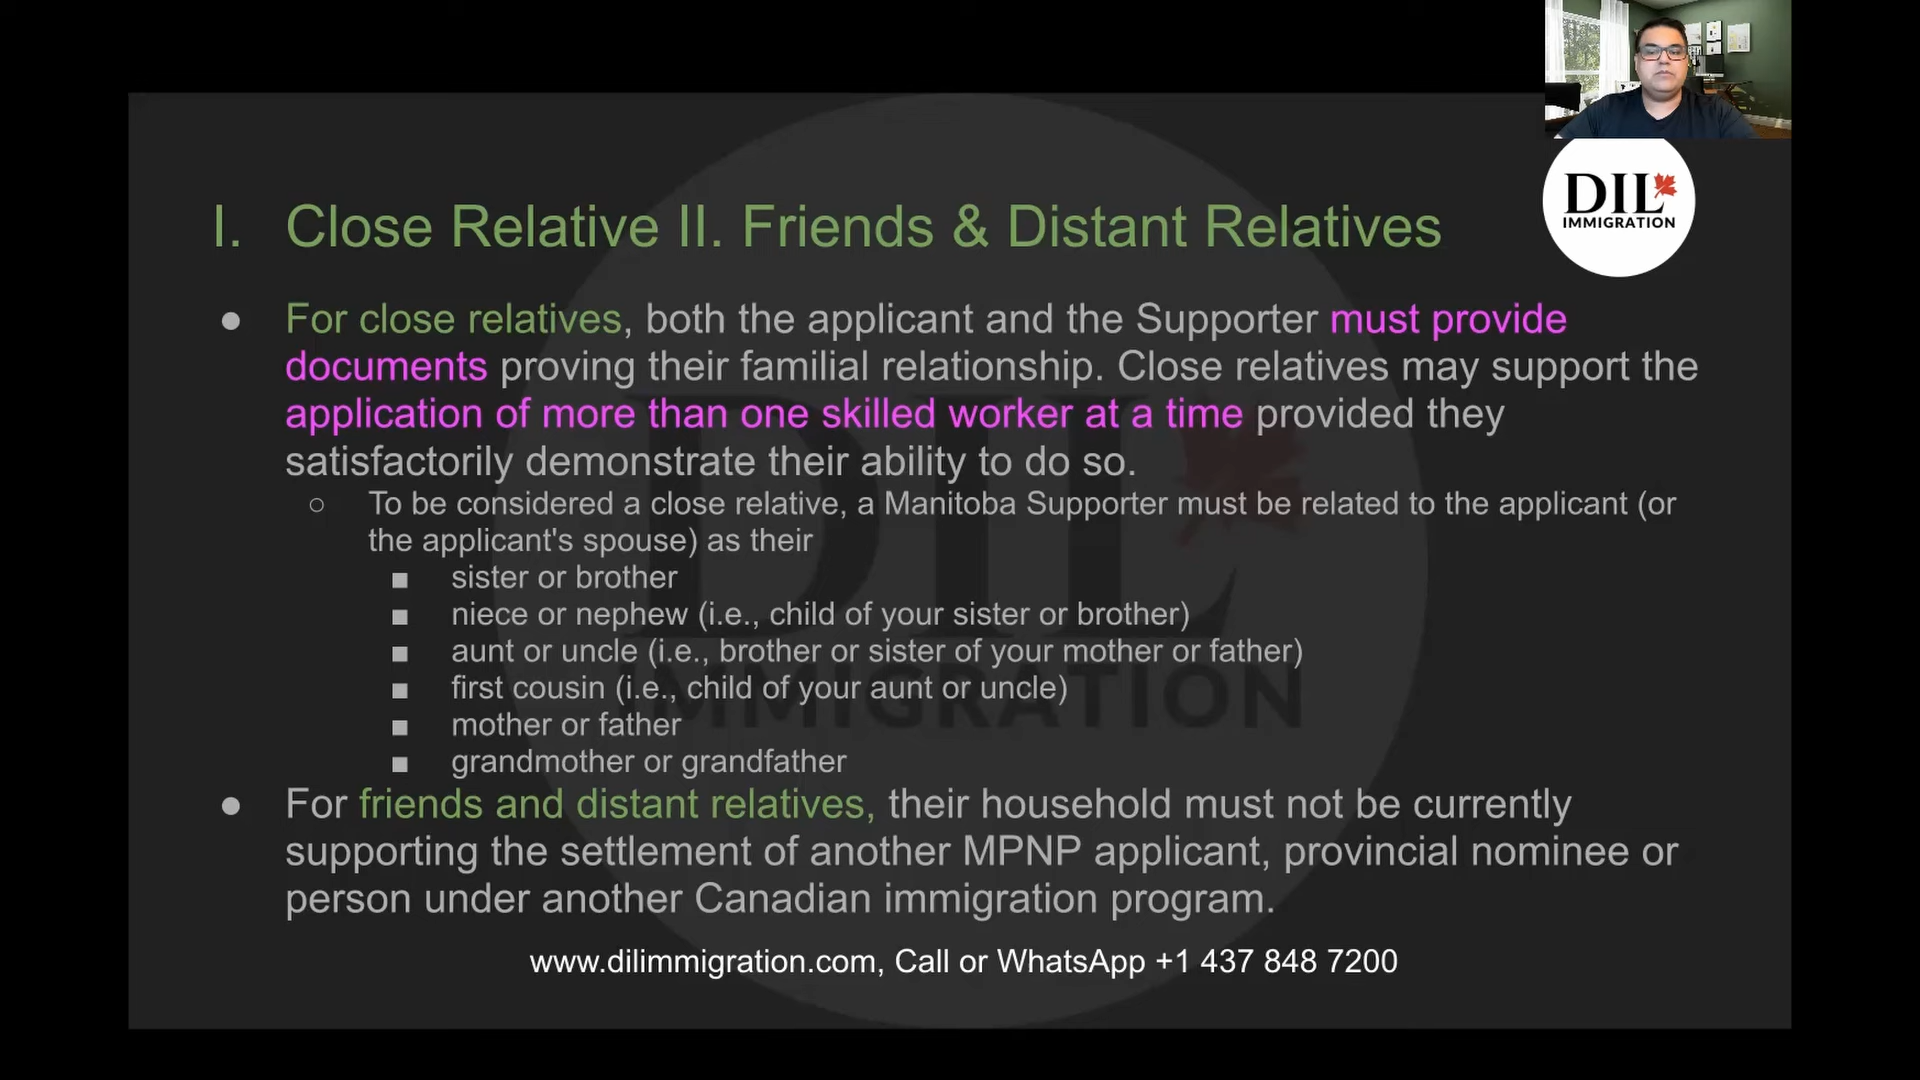 DIL
IMMIGRATION
I. Close Relative II. Friends & Distant Relatives
● For close relatives, both the applicant and the Supporter must provide
documents proving their familial relationship. Close relatives may support the
application of more than one skilled worker at a time provided they
satisfactorily demonstrate their ability to do so.
○ To be considered a close relative, a Manitoba Supporter must be related to the applicant (or
the applicant's spouse) as their
■ sister or brother
■ niece or nephew (i.e., child of your sister or brother)
■ aunt or uncle (i.e., brother or sister of your mother or father)
■ first cousin (i.e., child of your aunt or uncle)
■ mother or father
■ grandmother or grandfather
● For friends and distant relatives, their household must not be currently
supporting the settlement of another MPNP applicant, provincial nominee or
person under another Canadian immigration program.
www.dilimmigration.com, Call or WhatsApp +1 437 848 7200
DIL
IMMIGRATION